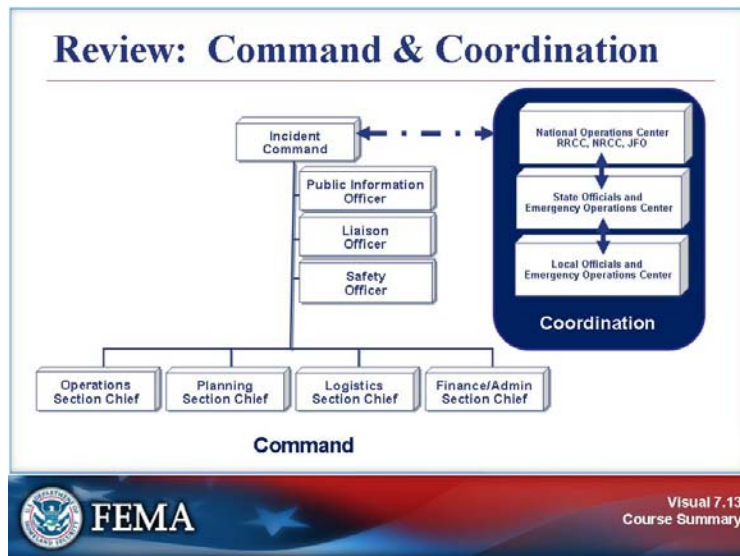 Review: Command & Coordination
Incident
Command
Public Information
Officer
Liaison
Officer
Safety
Officer
Operations
Section Chief
Planning
Section Chief
Logistics
Section Chief
Finance/Admin
Section Chief
Command
National Operations Center
RRCC, NRCC, JFO
State Officials and
Emergency Operations Center
Local Officials and
Emergency Operations Center
Coordination
FEMA
Visual 7.13
Course Summary